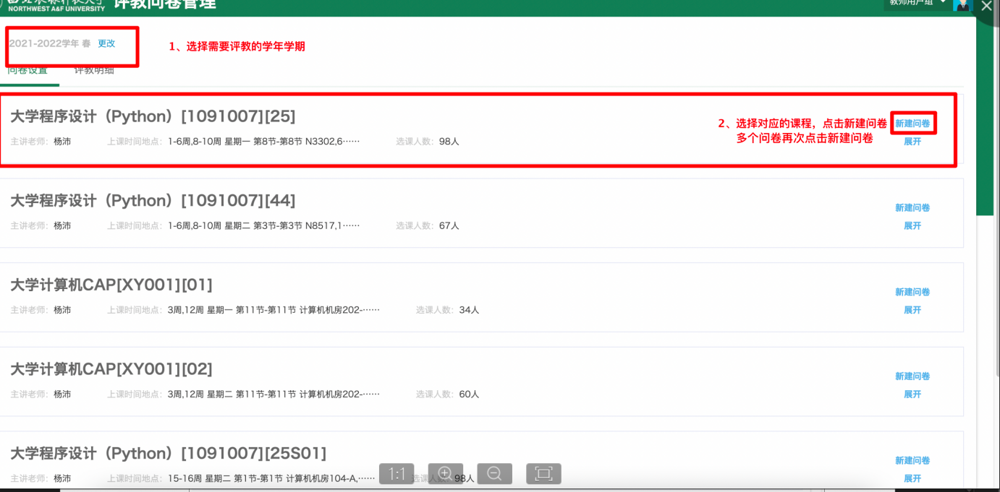 NORTHWEST A&F UNIVERSITY 评教问卷管理 教师用户组
2021-2022学年 春 更改
1、选择需要评教的学年学期
问卷设置 评教明细
大学程序设计（Python）[1091007][25]
2、选择对应的课程，点击新建问卷 新建问卷
多个问卷再次点击新建问卷
主讲老师：杨沛 上课时间地点：1-6周,8-10周 星期一 第8节-第8节 N3302,6…… 选课人数：98人 展开
大学程序设计（Python）[1091007][44]
新建问卷
主讲老师：杨沛 上课时间地点：1-6周,8-10周 星期二 第3节-第3节 N8517,1…… 选课人数：67人 展开
大学计算机CAP[XY001][01]
新建问卷
主讲老师：杨沛 上课时间地点：3周,12周 星期一 第11节-第11节 计算机机房202-…… 选课人数：34人 展开
大学计算机CAP[XY001][02]
新建问卷
主讲老师：杨沛 上课时间地点：3周,12周 星期二 第11节-第11节 计算机机房202-…… 选课人数：60人 展开
大学程序设计（Python）[1091007][25S01]
新建问卷
主讲老师：杨沛 上课时间地点：15-16周 星期二 第1节-第1节 计算机机房104-A,…… 1:1 选课人数：98人 展开